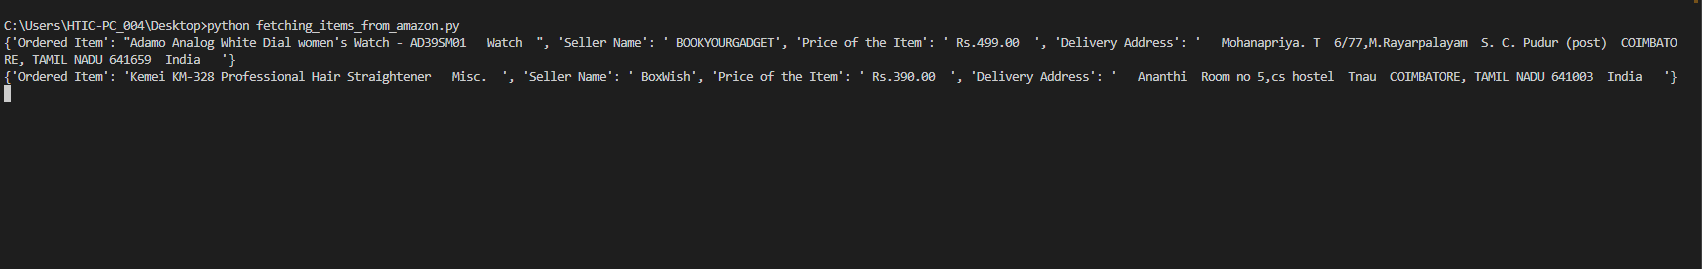 C:\Users\HTIC-PC_004\Desktop>python fetching_items_from_amazon.py
{'Ordered Item': "Adamo Analog White Dial women's Watch - AD39SM01   Watch  ", 'Seller Name': ' BOOKYOURGADGET', 'Price of the Item': ' Rs.499.00  ', 'Delivery Address': '   Mohanapriya. T  6/77,M.Rayarpalayam  S. C. Pudur (post)  COIMBATO
RE, TAMIL NADU 641659  India   '}
{'Ordered Item': 'Kemei KM-328 Professional Hair Straightener   Misc.  ', 'Seller Name': ' BoxWish', 'Price of the Item': ' Rs.390.00  ', 'Delivery Address': '   Ananthi  Room no 5,cs hostel  Tnau  COIMBATORE, TAMIL NADU 641003  India   '}